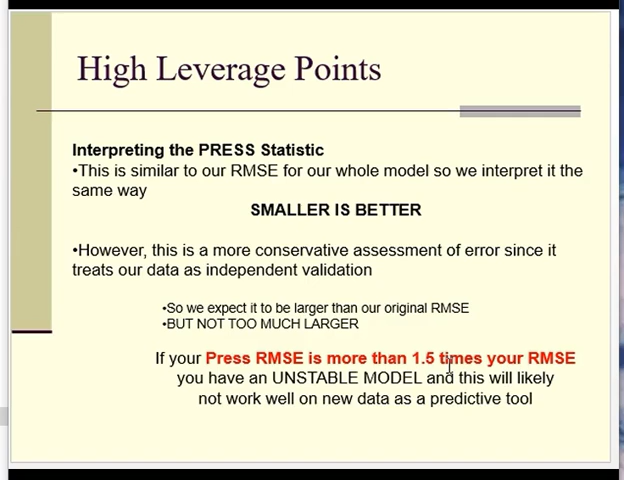 High Leverage Points
Interpreting the PRESS Statistic
•This is similar to our RMSE for our whole model so we interpret it the
same way
SMALLER IS BETTER
•However, this is a more conservative assessment of error since it
treats our data as independent validation
•So we expect it to be larger than our original RMSE
•BUT NOT TOO MUCH LARGER
If your Press RMSE is more than 1.5 times your RMSE
you have an UNSTABLE MODEL and this will likely
not work well on new data as a predictive tool